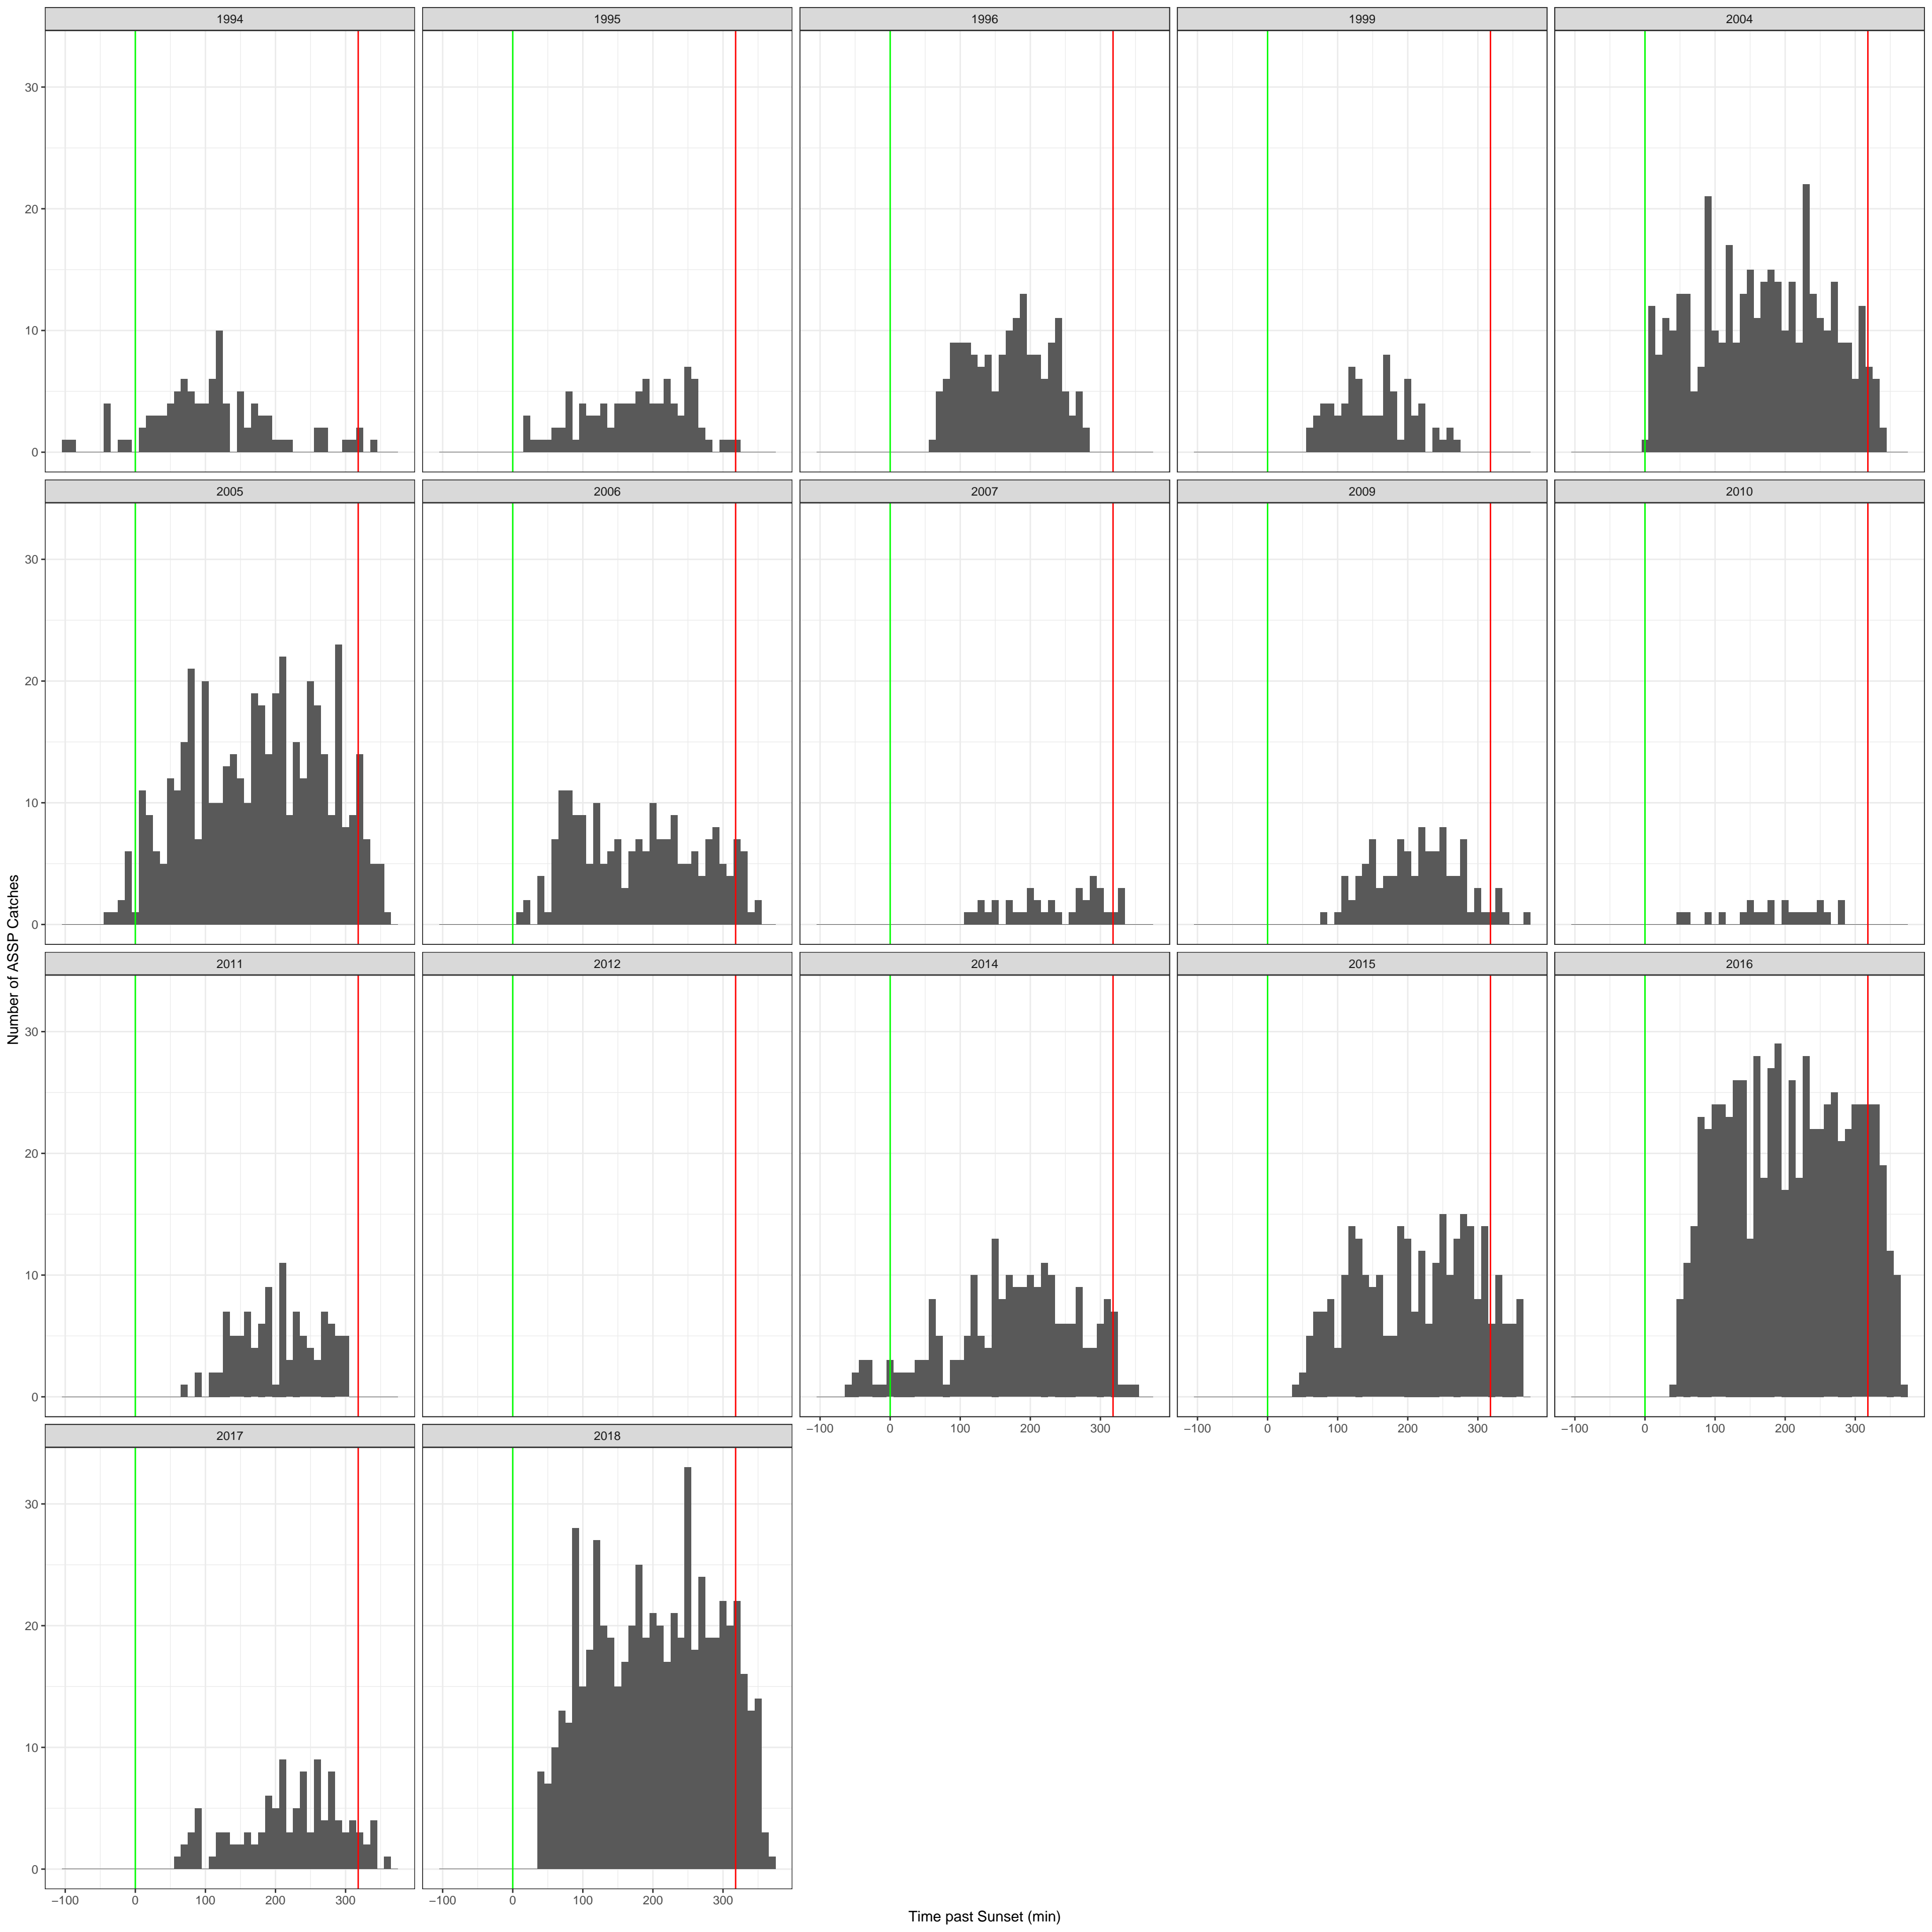 1994 1995 1996 1999 2004
30
20
10
0
2005 2006 2007 2009 2010
30
20
10
0
Number of ASSP Catches
2011 2012 2014 2015 2016
30
20
10
0
−100 0 100 200 300 −100 0 100 200 300 −100 0 100 200 300
2017 2018
30
20
10
0
−100 0 100 200 300 −100 0 100 200 300
Time past Sunset (min)